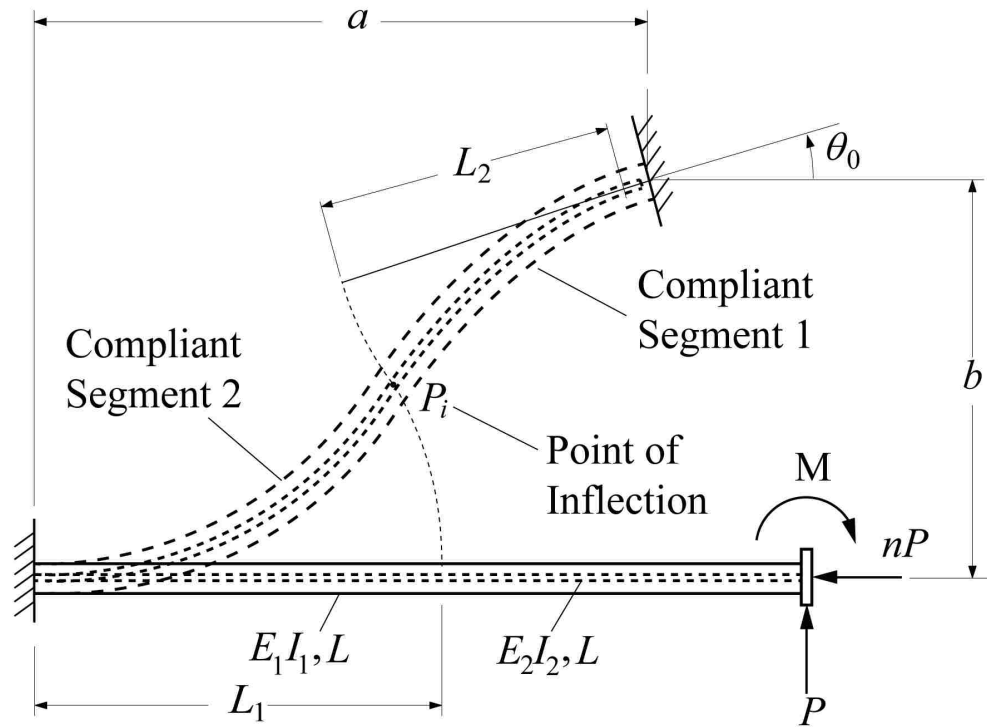 a
L₂
θ₀
Compliant
Segment 1
Compliant
Segment 2
b
Pᵢ
Point of
Inflection
M
nP
E₁I₁, L
E₂I₂, L
L₁
P